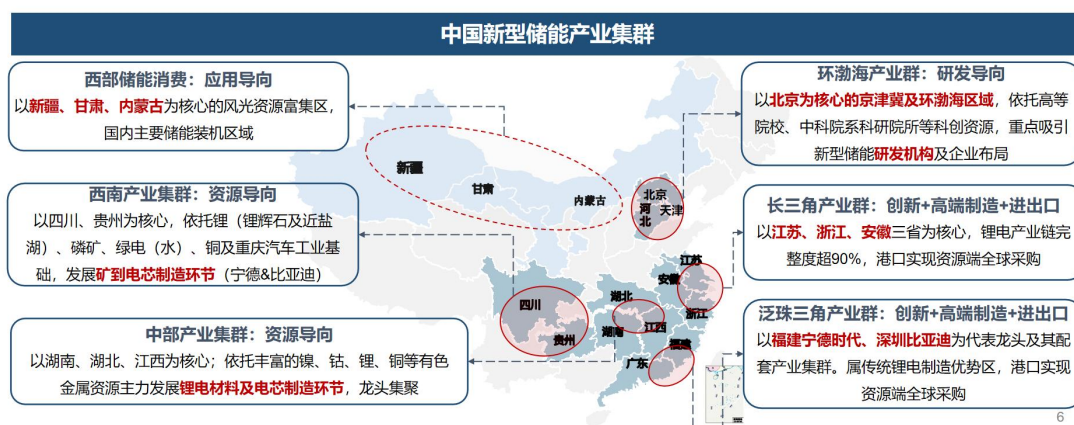 中国新型储能产业集群
西部储能消费：应用导向
以新疆、甘肃、内蒙古为核心的风光资源富集区，
国内主要储能装机区域
西南产业集群：资源导向
以四川、贵州为核心，依托锂（锂辉石及近盐
湖）、磷矿、绿电（水）、铜及重庆汽车工业基
础，发展矿到电芯制造环节（宁德&比亚迪）
中部产业集群：资源导向
以湖南、湖北、江西为核心；依托丰富的镍、钴、锂、铜等有色
金属资源主力发展锂电材料及电芯制造环节，龙头集聚
新疆
甘肃
内蒙古
北京
天津
河北
江苏
安徽
浙江
湖北
四川
湖南
江西
贵州
福建
广东
环渤海产业群：研发导向
以北京为核心的京津冀及环渤海区域，依托高等
院校、中科院系科研院所等科创资源，重点吸引
新型储能研发机构及企业布局
长三角产业群：创新+高端制造+进出口
以江苏、浙江、安徽三省为核心，锂电产业链完
整度超90%，港口实现资源端全球采购
泛珠三角产业群：创新+高端制造+进出口
以福建宁德时代、深圳比亚迪为代表龙头及其配
套产业集群。属传统锂电制造优势区，港口实现
资源端全球采购
6